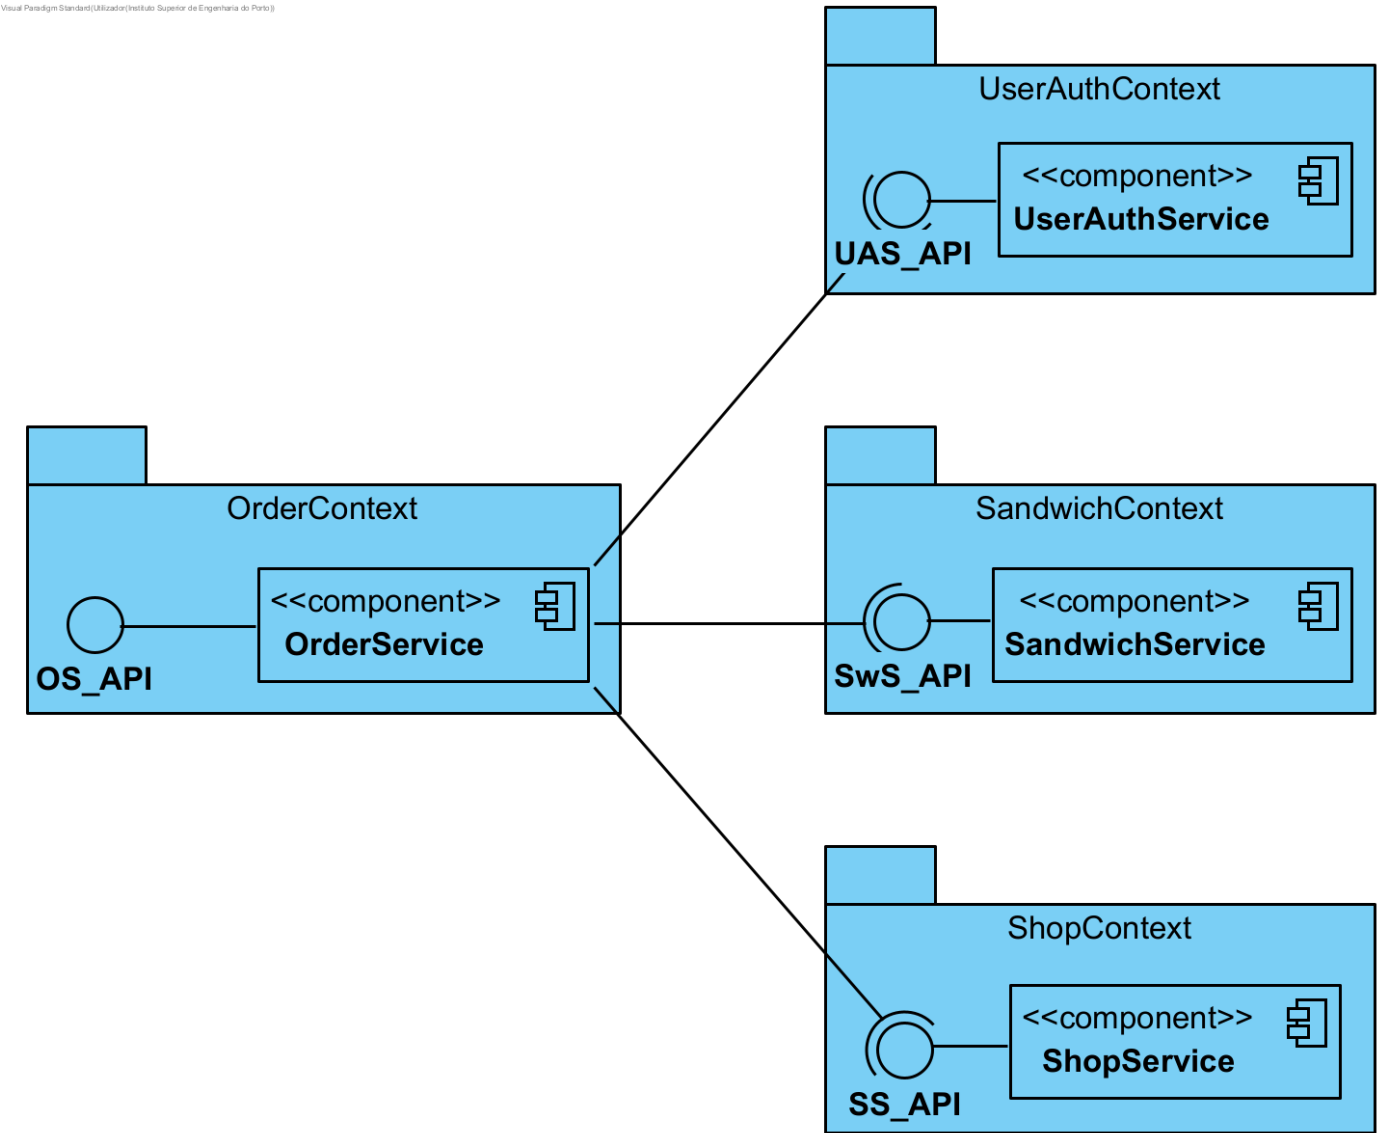 Visual Paradigm Standard(Utilizador(Instituto Superior de Engenharia do Porto))
UserAuthContext
<<component>>
UserAuthService
UAS_API
OrderContext
<<component>>
OrderService
OS_API
SandwichContext
<<component>>
SandwichService
SwS_API
ShopContext
<<component>>
ShopService
SS_API